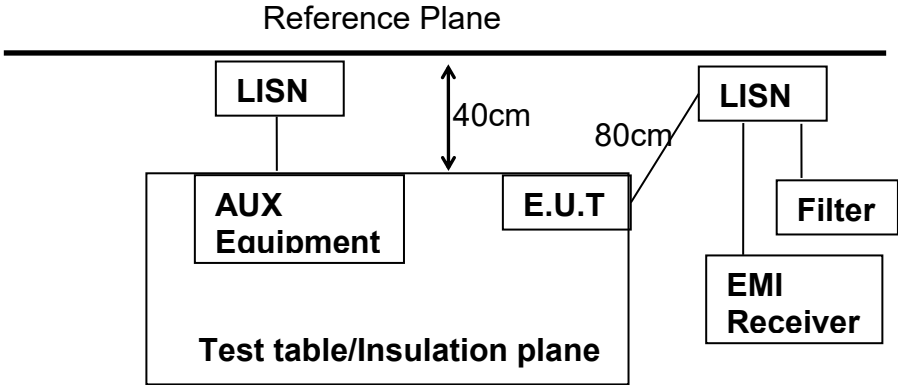 Reference Plane
LISN
40cm
80cm
LISN
AUX
Equipment
E.U.T
Filter
EMI
Receiver
Test table/Insulation plane